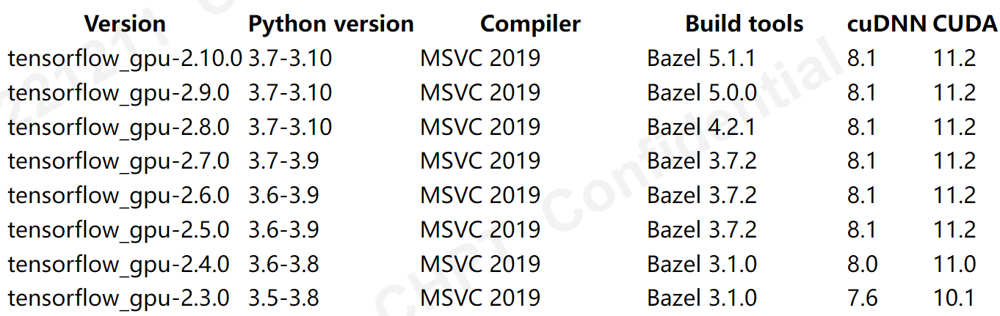 Version Python version Compiler Build tools cuDNN CUDA
tensorflow_gpu-2.10.0 3.7-3.10 MSVC 2019 Bazel 5.1.1 8.1 11.2
tensorflow_gpu-2.9.0 3.7-3.10 MSVC 2019 Bazel 5.0.0 8.1 11.2
tensorflow_gpu-2.8.0 3.7-3.10 MSVC 2019 Bazel 4.2.1 8.1 11.2
tensorflow_gpu-2.7.0 3.7-3.9 MSVC 2019 Bazel 3.7.2 8.1 11.2
tensorflow_gpu-2.6.0 3.6-3.9 MSVC 2019 Bazel 3.7.2 8.1 11.2
tensorflow_gpu-2.5.0 3.6-3.9 MSVC 2019 Bazel 3.7.2 8.1 11.2
tensorflow_gpu-2.4.0 3.6-3.8 MSVC 2019 Bazel 3.1.0 8.0 11.0
tensorflow_gpu-2.3.0 3.5-3.8 MSVC 2019 Bazel 3.1.0 7.6 10.1
CHPT Confidential